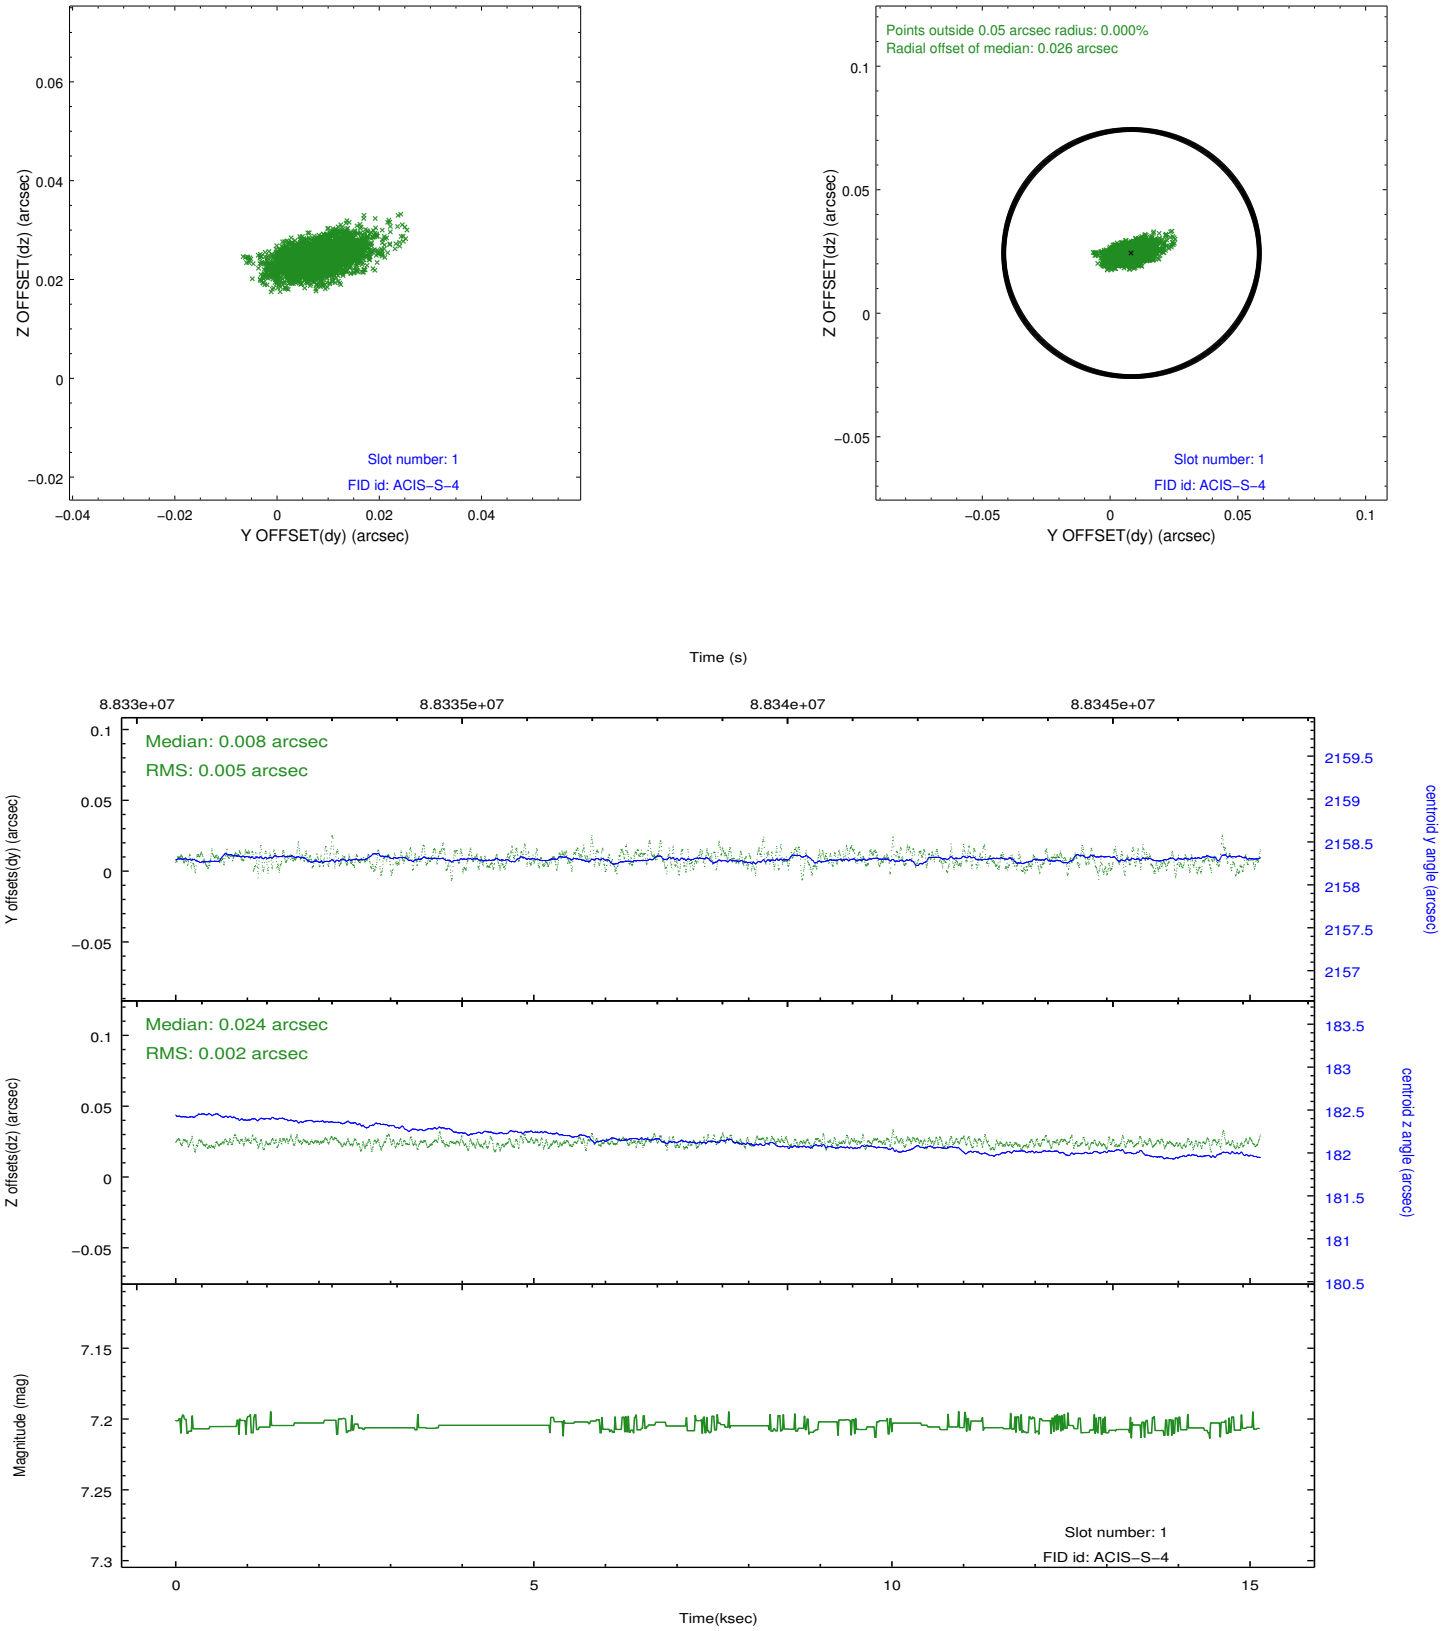 0.06
0.04
0.02
0
−0.02
−0.04
−0.02
0
0.02
0.04
Z OFFSET(dz) (arcsec)
Y OFFSET(dy) (arcsec)
Slot number: 1
FID id: ACIS−S−4
Points outside 0.05 arcsec radius: 0.000%
Radial offset of median: 0.026 arcsec
0.1
0.05
0
−0.05
−0.05
0
0.05
0.1
Z OFFSET(dz) (arcsec)
Y OFFSET(dy) (arcsec)
Slot number: 1
FID id: ACIS−S−4
Time (s)
8.833e+07
8.8335e+07
8.834e+07
8.8345e+07
Median: 0.008 arcsec
RMS: 0.005 arcsec
0.1
0.05
0
−0.05
Y offsets(dy) (arcsec)
2159.5
2159
2158.5
2158
2157.5
2157
centroid y angle (arcsec)
Median: 0.024 arcsec
RMS: 0.002 arcsec
0.1
0.05
0
−0.05
Z offsets(dz) (arcsec)
183.5
183
182.5
182
181.5
181
180.5
centroid z angle (arcsec)
7.15
7.2
7.25
7.3
Magnitude (mag)
Slot number: 1
FID id: ACIS−S−4
0
5
10
15
Time(ksec)